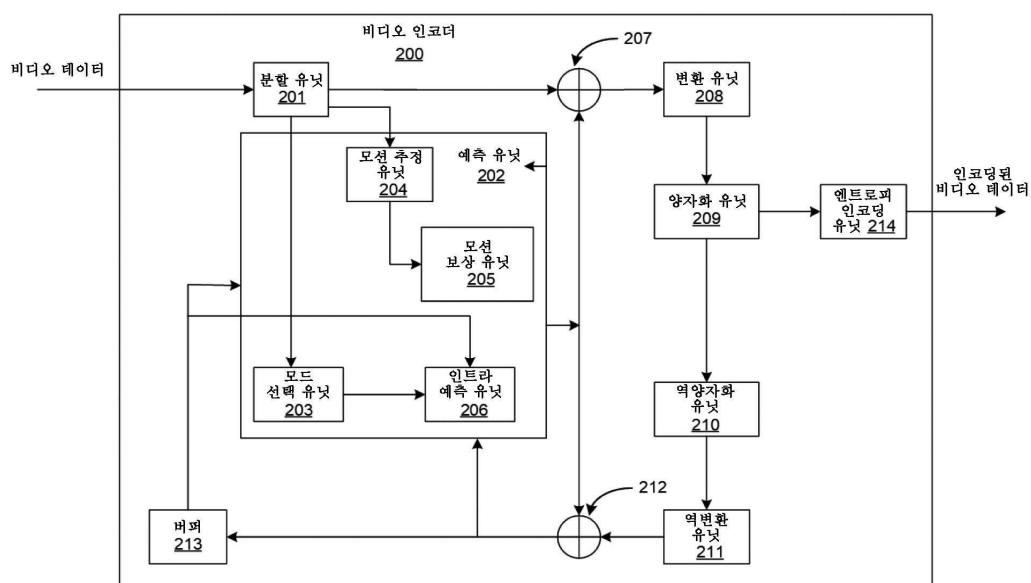 비디오 인코더
200
207
비디오 데이터
분할 유닛
201
변환 유닛
208
모션 추정
유닛
204
예측 유닛
202
인코딩된
비디오 데이터
양자화 유닛
209
엔트로피
인코딩
유닛 214
모션
보상 유닛
205
모드
선택 유닛
203
인트라
예측 유닛
206
역양자화
유닛
210
212
버퍼
213
역변환
유닛
211